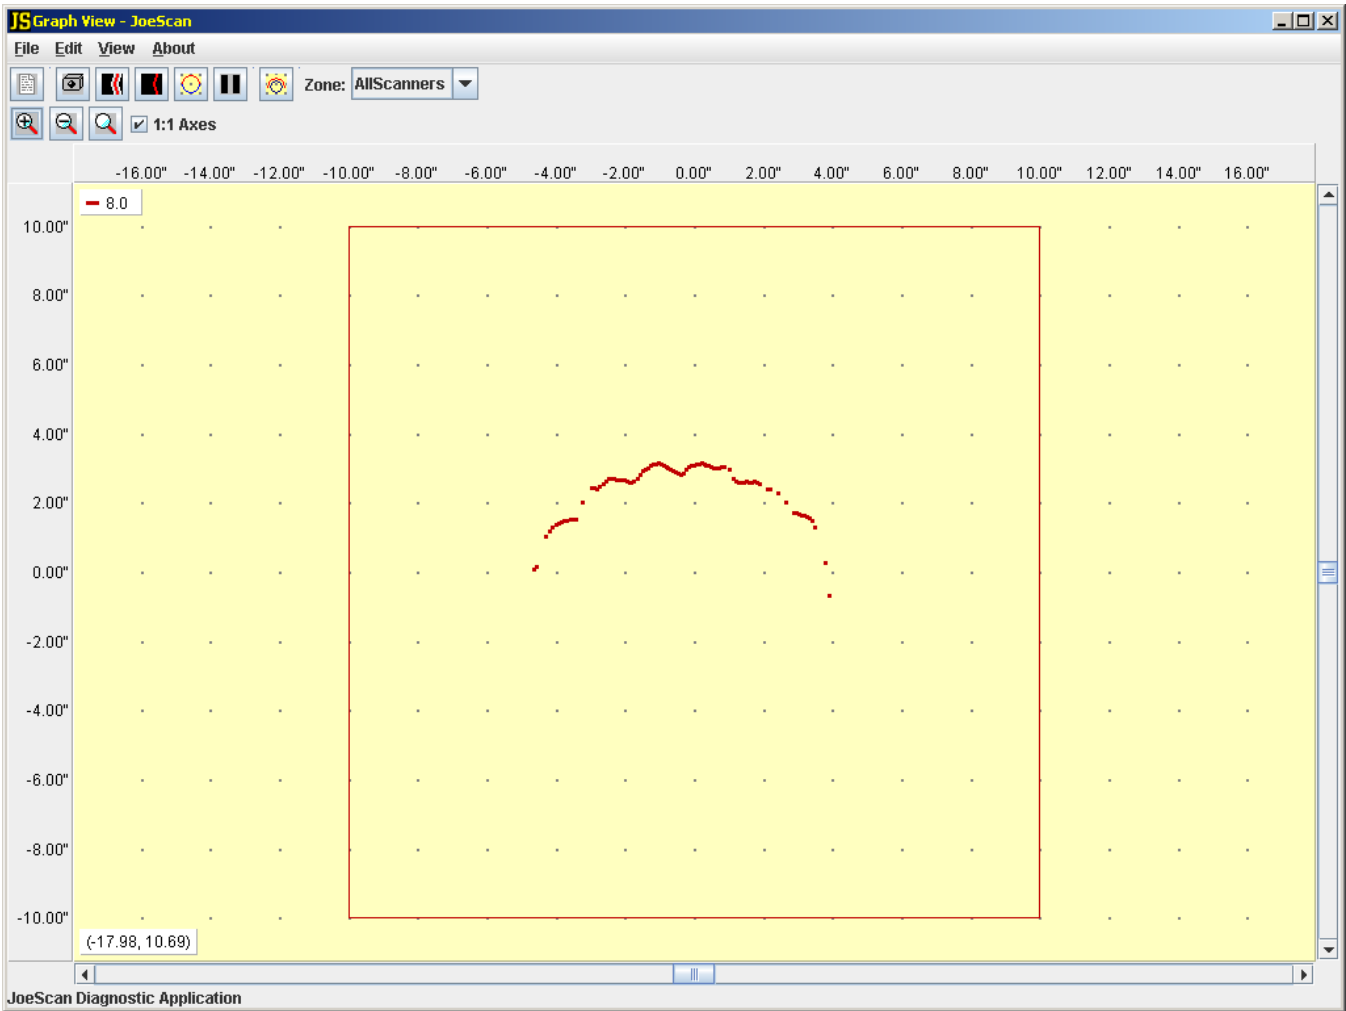 JS Graph View - JoeScan
File Edit View About
Zone: AllScanners
1:1 Axes
-16.00" -14.00" -12.00" -10.00" -8.00" -6.00" -4.00" -2.00" 0.00" 2.00" 4.00" 6.00" 8.00" 10.00" 12.00" 14.00" 16.00"
8.0
10.00"
8.00"
6.00"
4.00"
2.00"
0.00"
-2.00"
-4.00"
-6.00"
-8.00"
-10.00"
(-17.98, 10.69)
JoeScan Diagnostic Application